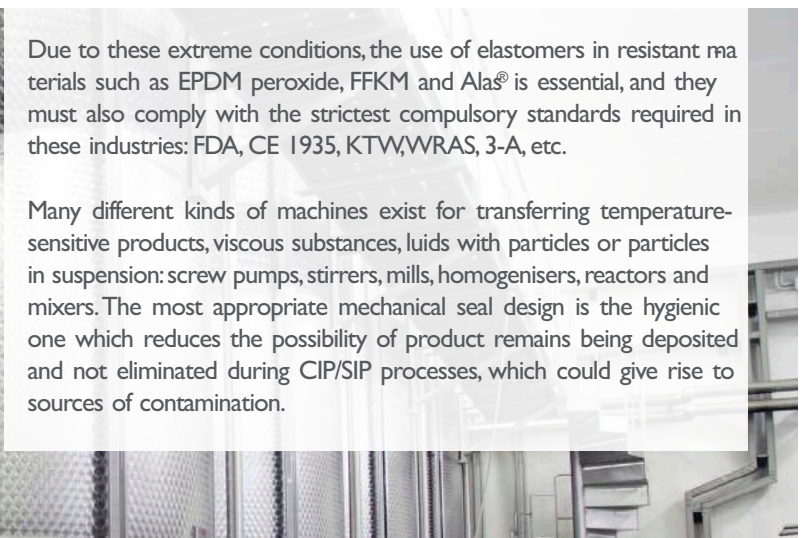 Due to these extreme conditions, the use of elastomers in resistant ma-
terials such as EPDM peroxide, FFKM and Alas® is essential, and they
must also comply with the strictest compulsory standards required in
these industries: FDA, CE 1935, KTW,WRAS, 3-A, etc.
Many different kinds of machines exist for transferring temperature-
sensitive products, viscous substances, luids with particles or particles
in suspension: screw pumps, stirrers, mills, homogenisers, reactors and
mixers. The most appropriate mechanical seal design is the hygienic
one which reduces the possibility of product remains being deposited
and not eliminated during CIP/SIP processes, which could give rise to
sources of contamination.